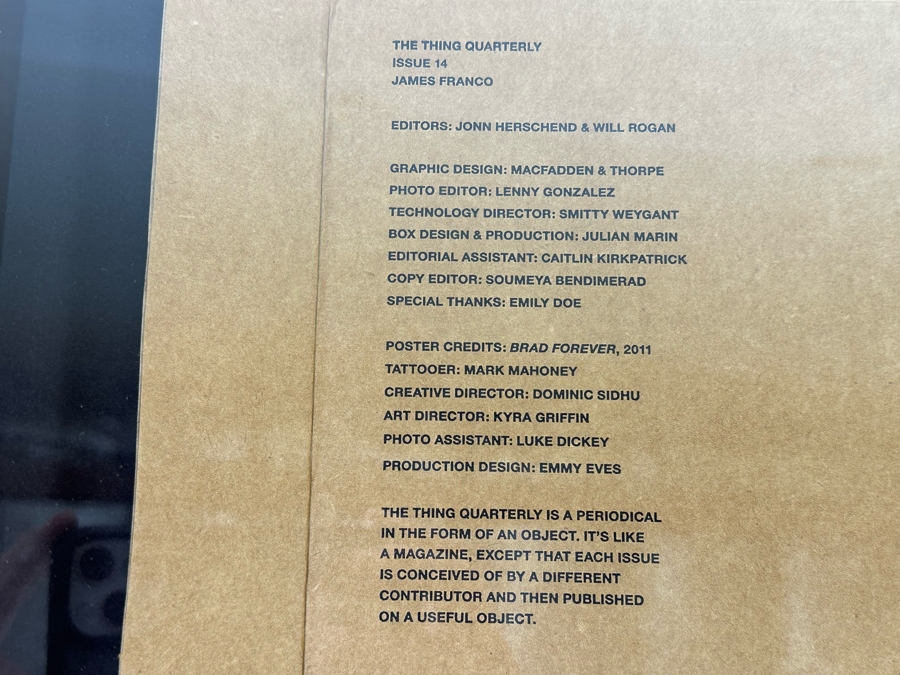 THE THING QUARTERLY
ISSUE 14
JAMES FRANCO
EDITORS: JONN HERSCHEND & WILL ROGAN
GRAPHIC DESIGN: MACFADDEN & THORPE
PHOTO EDITOR: LENNY GONZALEZ
TECHNOLOGY DIRECTOR: SMITTY WEYGANT
BOX DESIGN & PRODUCTION: JULIAN MARIN
EDITORIAL ASSISTANT: CAITLIN KIRKPATRICK
COPY EDITOR: SOUMEYA BENDIMERAD
SPECIAL THANKS: EMILY DOE
POSTER CREDITS: BRAD FOREVER, 2011
TATTOOER: MARK MAHONEY
CREATIVE DIRECTOR: DOMINIC SIDHU
ART DIRECTOR: KYRA GRIFFIN
PHOTO ASSISTANT: LUKE DICKEY
PRODUCTION DESIGN: EMMY EVES
THE THING QUARTERLY IS A PERIODICAL
IN THE FORM OF AN OBJECT. IT'S LIKE
A MAGAZINE, EXCEPT THAT EACH ISSUE
IS CONCEIVED OF BY A DIFFERENT
CONTRIBUTOR AND THEN PUBLISHED
ON A USEFUL OBJECT.